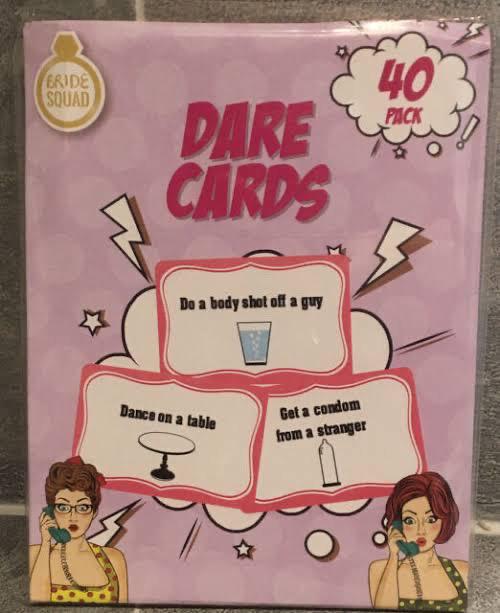 BRIDE
SQUAD
40
PACK
DARE
CARDS
Do a body shot off a guy
Dance on a table
Get a condom
from a stranger